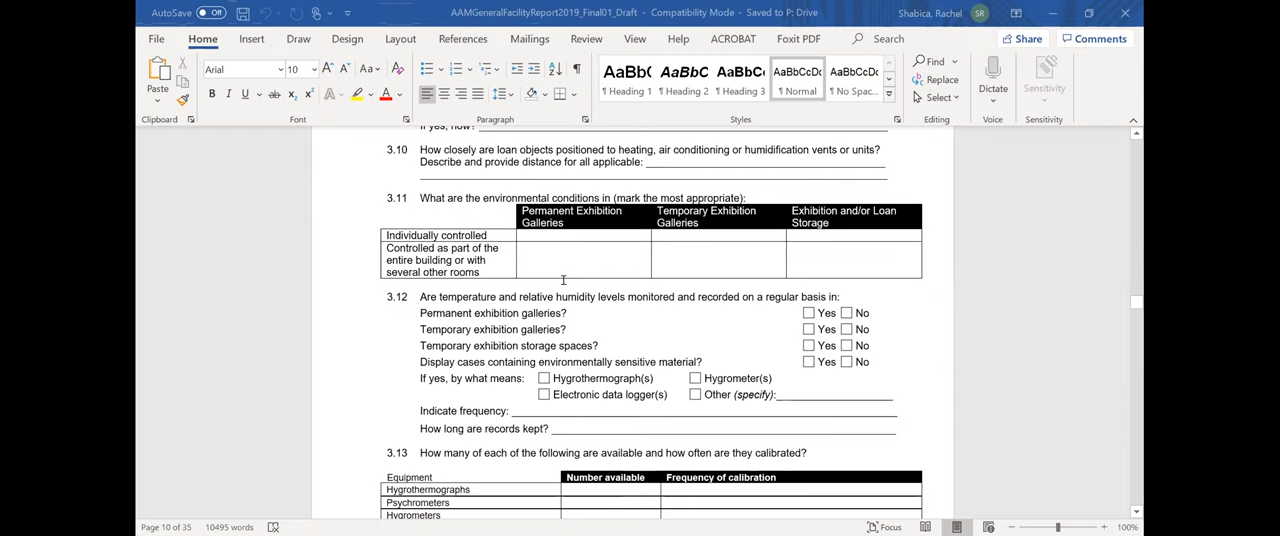 AutoSave Off AAMGeneralFacilityReport2019_Final01_Draft - Compatibility Mode - Saved to P: Drive Shabica, Rachel SR
File Home Insert Draw Design Layout References Mailings Review View Help ACROBAT Foxit PDF Search Share Comments
Paste Arial 10 A A Aa A AaBbC AaBbC AaBbCc AaBbCcDc AaBbCcDc Find Replace Select Dictate Sensitivity
B I U ab x₂ x² A A ¶ Heading 1 ¶ Heading 2 ¶ Heading 3 ¶ Normal ¶ No Spac...
Clipboard Font Paragraph Styles Editing Voice Sensitivity
If yes, how?
3.10 How closely are loan objects positioned to heating, air conditioning or humidification vents or units?
Describe and provide distance for all applicable:
3.11 What are the environmental conditions in (mark the most appropriate):
Permanent Exhibition Galleries Temporary Exhibition Galleries Exhibition and/or Loan Storage
Individually controlled
Controlled as part of the
entire building or with
several other rooms
3.12 Are temperature and relative humidity levels monitored and recorded on a regular basis in:
Permanent exhibition galleries? Yes No
Temporary exhibition galleries? Yes No
Temporary exhibition storage spaces? Yes No
Display cases containing environmentally sensitive material? Yes No
If yes, by what means: Hygrothermograph(s) Hygrometer(s)
Electronic data logger(s) Other (specify):
Indicate frequency:
How long are records kept?
3.13 How many of each of the following are available and how often are they calibrated?
Equipment Number available Frequency of calibration
Hygrothermographs
Psychrometers
Hygrometers
Page 10 of 35 10495 words Focus 100%